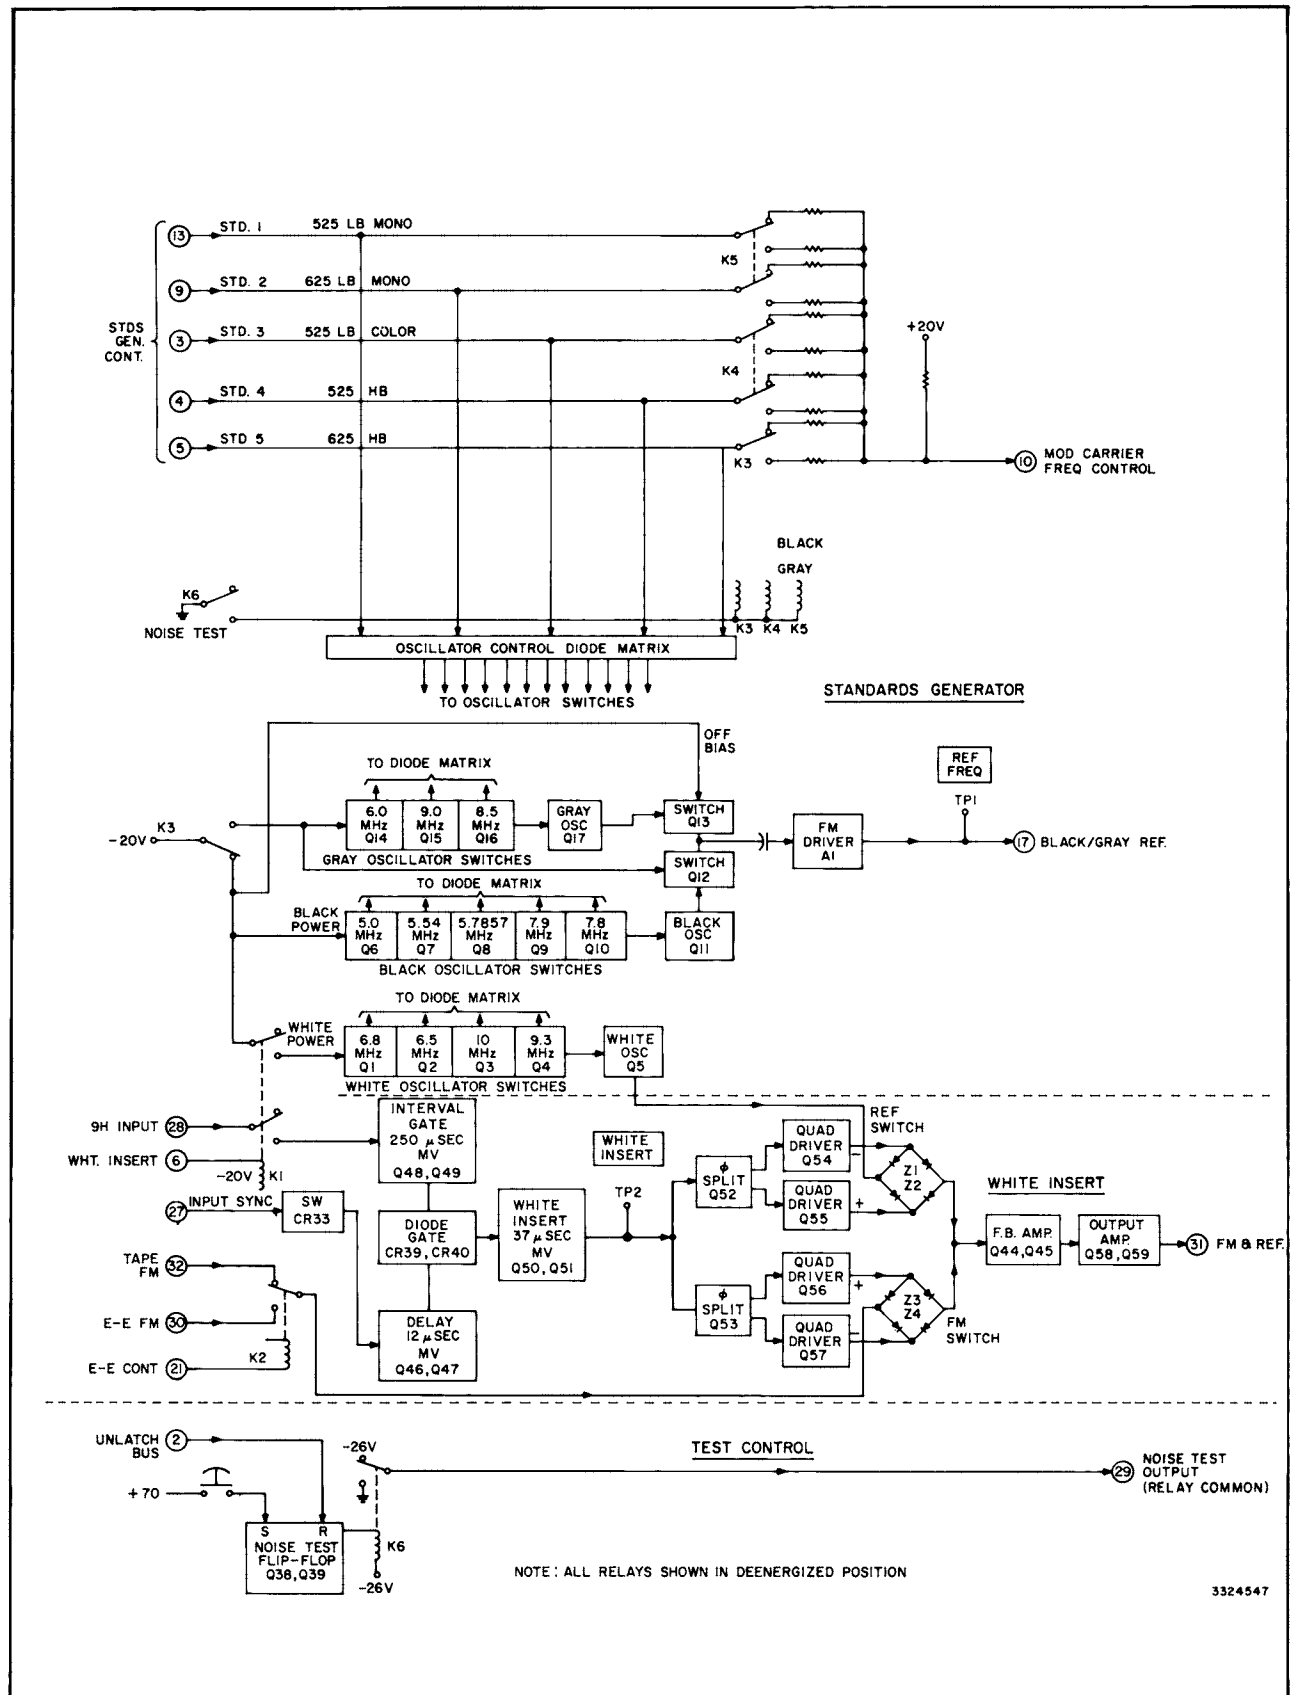 STD. 1 525 LB MONO
13
K5
STD. 2 625 LB MONO
9
STDS
GEN.
CONT.
STD. 3 525 LB COLOR
3
+20V
K4
STD. 4 525 HB
4
STD 5 625 HB
5
K3
10 MOD CARRIER
FREQ CONTROL
BLACK
GRAY
K6
NOISE TEST
K3 K4 K5
OSCILLATOR CONTROL DIODE MATRIX
TO OSCILLATOR SWITCHES
STANDARDS GENERATOR
OFF
BIAS
TO DIODE MATRIX
REF
FREQ
TP1
-20V K3
6.0
MHz
Q14
9.0
MHz
Q15
8.5
MHz
Q16
GRAY
OSC
Q17
SWITCH
Q13
GRAY OSCILLATOR SWITCHES
FM
DRIVER
A1
17 BLACK/GRAY REF.
SWITCH
Q12
TO DIODE MATRIX
BLACK
POWER
5.0
MHz
Q6
5.54
MHz
Q7
5.7857
MHz
Q8
7.9
MHz
Q9
7.8
MHz
Q10
BLACK
OSC
Q11
BLACK OSCILLATOR SWITCHES
TO DIODE MATRIX
WHITE
POWER
6.8
MHz
Q1
6.5
MHz
Q2
10
MHz
Q3
9.3
MHz
Q4
WHITE
OSC
Q5
WHITE OSCILLATOR SWITCHES
9H INPUT 28
INTERVAL
GATE
250 μSEC
MV
Q48,Q49
WHITE
INSERT
REF
SWITCH
WHT. INSERT 6
-20V K1
INPUT SYNC
27
SW
CR33
DIODE
GATE
CR39, CR40
WHITE
INSERT
37 μSEC
MV
Q50, Q51
TP2
ϕ
SPLIT
Q52
QUAD
DRIVER
Q54
-
QUAD
DRIVER
Q55
+
Z1
Z2
WHITE INSERT
F.B. AMP.
Q44,Q45
OUTPUT
AMP.
Q58,Q59
31 FM & REF.
TAPE
FM 32
E-E FM 30
K2
E-E CONT 21
DELAY
12 μSEC
MV
Q46,Q47
ϕ
SPLIT
Q53
QUAD
DRIVER
Q56
+
QUAD
DRIVER
Q57
-
Z3
Z4
FM
SWITCH
UNLATCH
BUS 2
-26V
TEST CONTROL
29 NOISE TEST
OUTPUT
(RELAY COMMON)
+70
S R
NOISE TEST
FLIP-FLOP
Q38,Q39
K6
-26V
NOTE: ALL RELAYS SHOWN IN DEENERGIZED POSITION
3324547